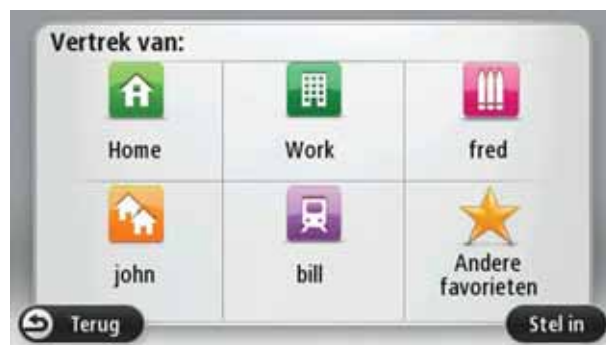 Vertrek van:
Home
Work
fred
john
bill
Andere
favorieten
Terug
Stel in